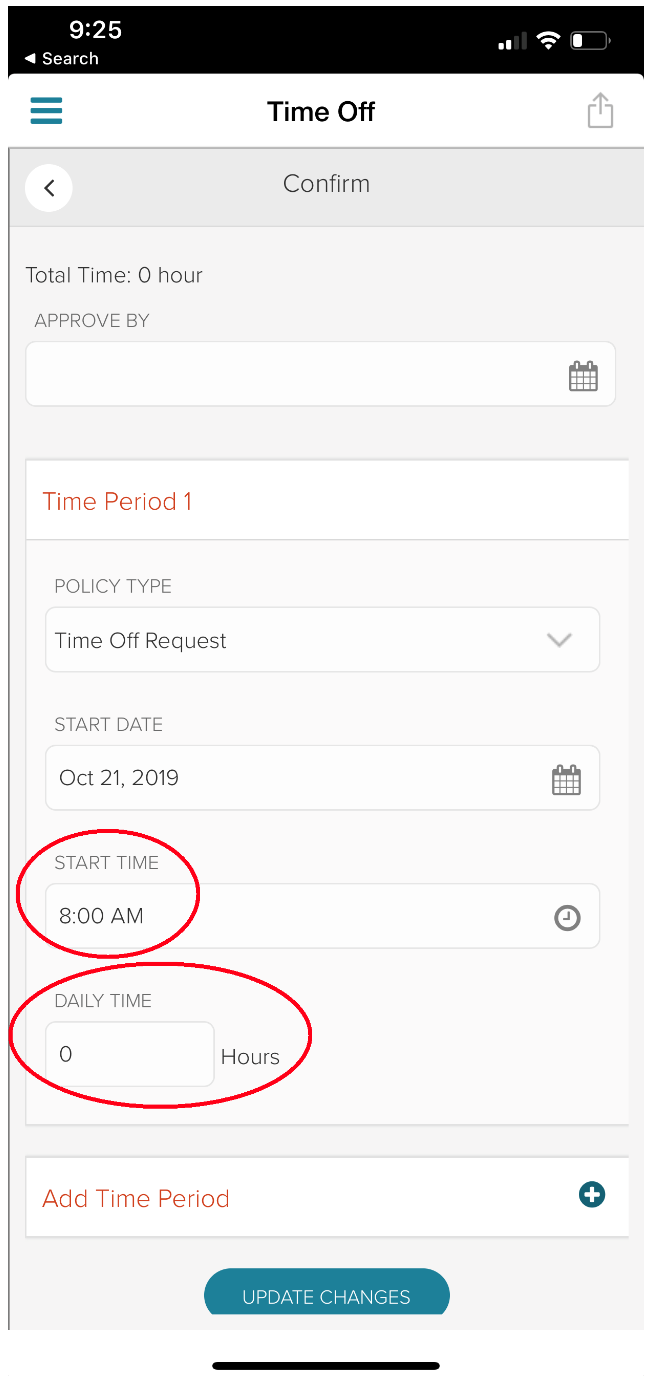 9:25
Search
Time Off
Confirm
Total Time: 0 hour
APPROVE BY
Time Period 1
POLICY TYPE
Time Off Request
START DATE
Oct 21, 2019
START TIME
8:00 AM
DAILY TIME
0 Hours
Add Time Period
UPDATE CHANGES